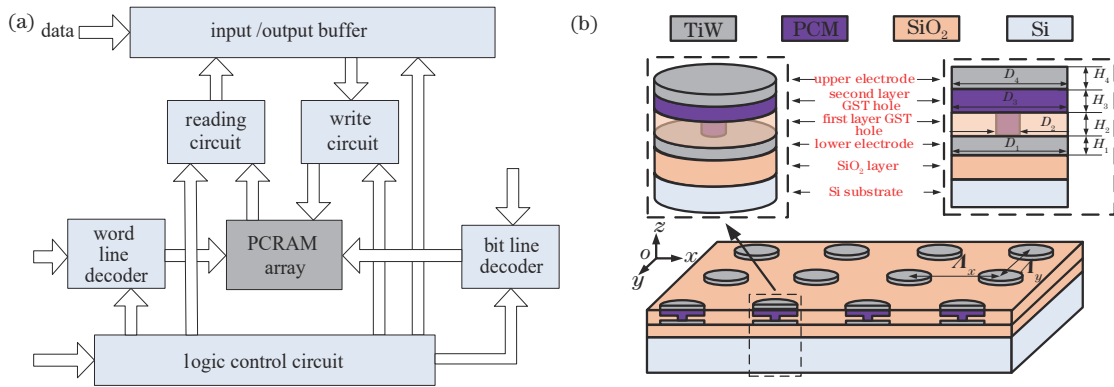 (a)
data
input /output buffer
reading
circuit
write
circuit
word
line
decoder
PCRAM
array
bit line
decoder
logic control circuit
(b)
TiW
PCM
SiO2
Si
upper electrode
second layer
GST hole
first layer GST
hole
lower electrode
SiO2 layer
Si substrate
D4
H4
D3
H3
D2
H2
D1
H1
z
o
x
y
Λx
Λy